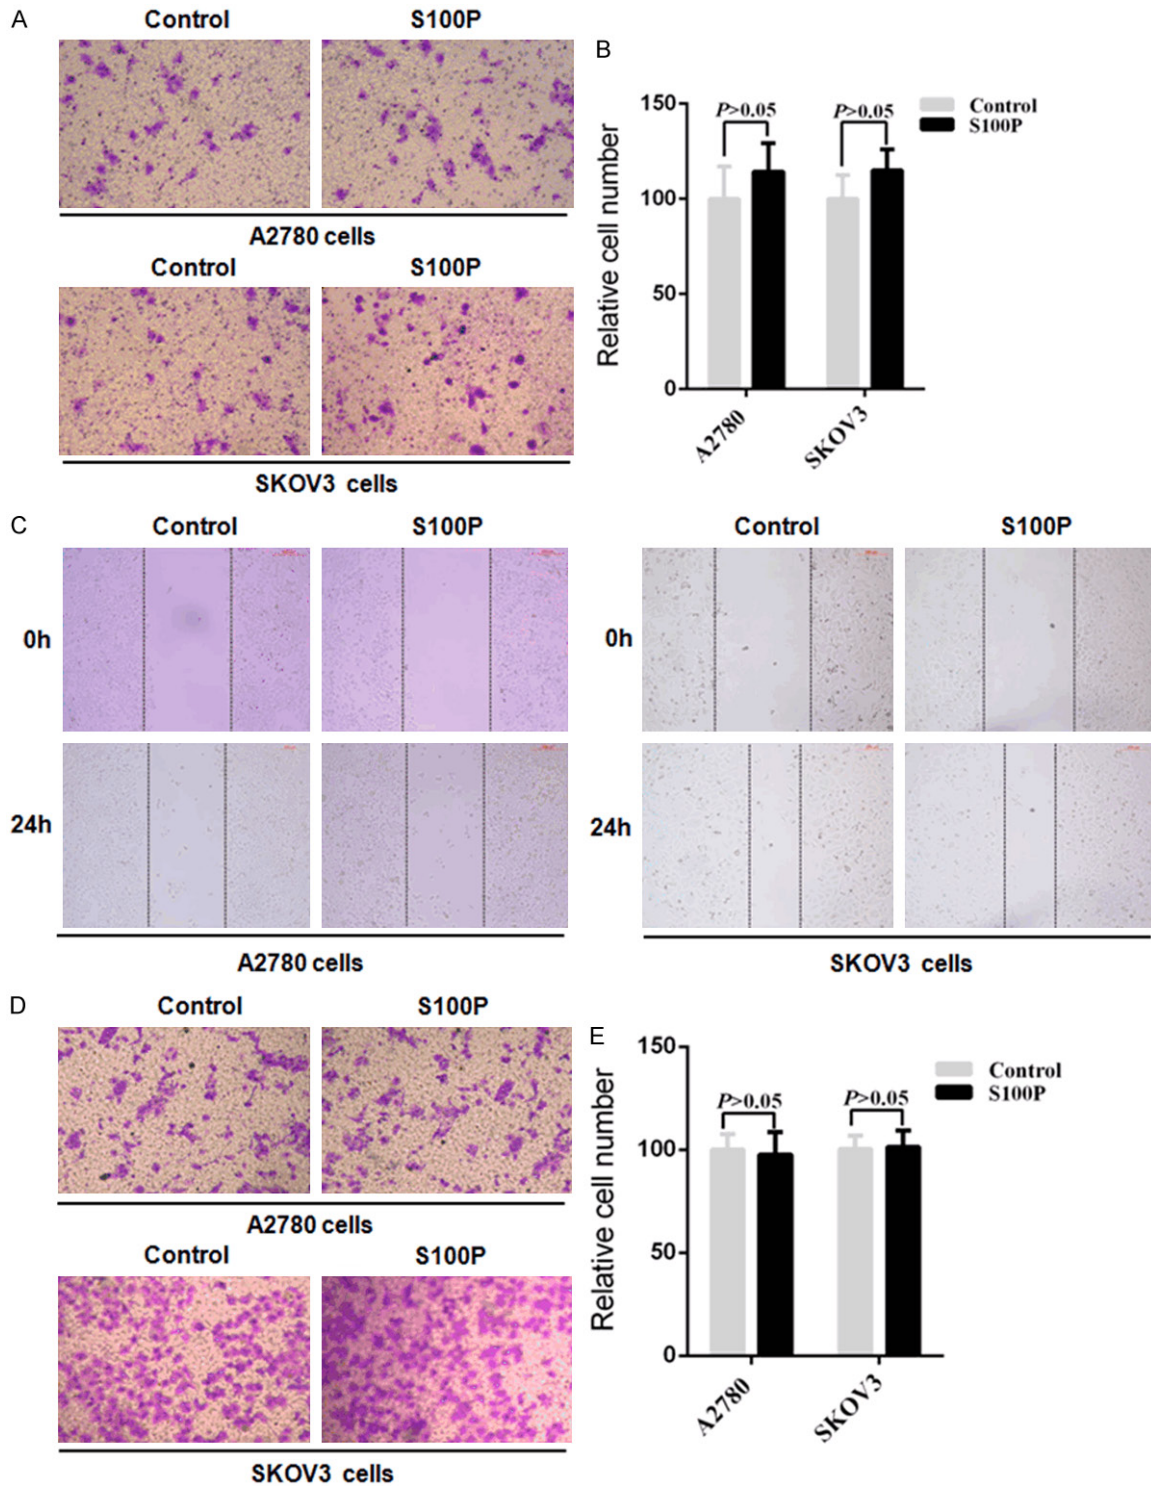 A
Control
S100P
A2780 cells
Control
S100P
SKOV3 cells
B
Relative cell number
150
100
50
0
P>0.05
P>0.05
Control
S100P
A2780
SKOV3
C
Control
S100P
Control
S100P
0h
0h
24h
24h
A2780 cells
SKOV3 cells
D
Control
S100P
A2780 cells
Control
S100P
SKOV3 cells
E
Relative cell number
150
100
50
0
P>0.05
P>0.05
Control
S100P
A2780
SKOV3